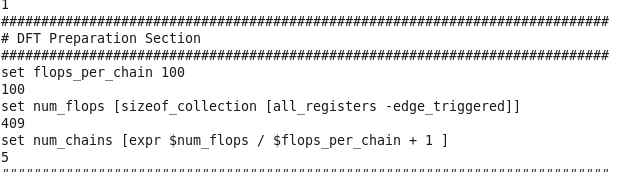 1
############################################################################
# DFT Preparation Section
############################################################################
set flops_per_chain 100
100
set num_flops [sizeof_collection [all_registers -edge_triggered]]
409
set num_chains [expr $num_flops / $flops_per_chain + 1 ]
5
############################################################################